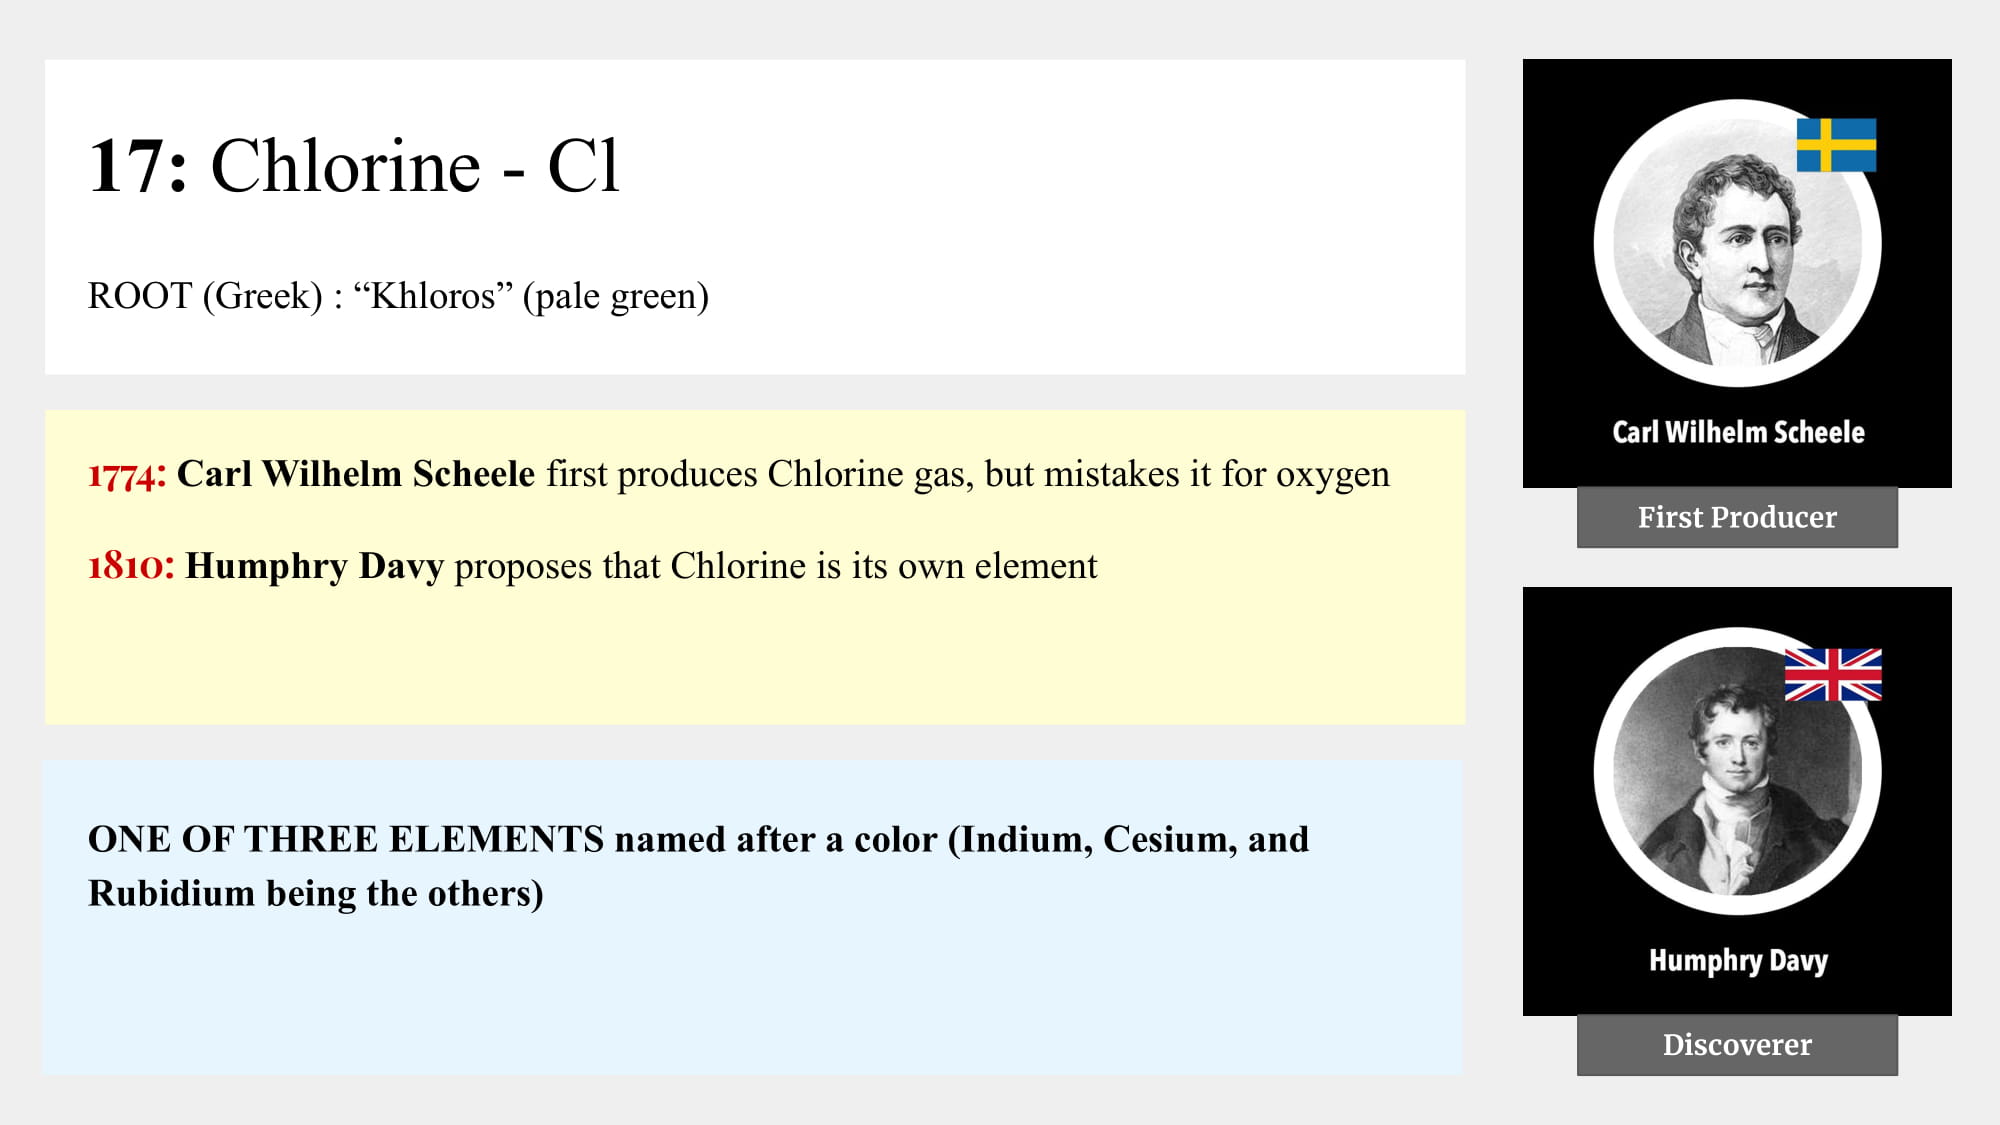 17: Chlorine - Cl
ROOT (Greek) : “Khloros” (pale green)
1774: Carl Wilhelm Scheele first produces Chlorine gas, but mistakes it for oxygen
1810: Humphry Davy proposes that Chlorine is its own element
ONE OF THREE ELEMENTS named after a color (Indium, Cesium, and
Rubidium being the others)
Carl Wilhelm Scheele
First Producer
Humphry Davy
Discoverer